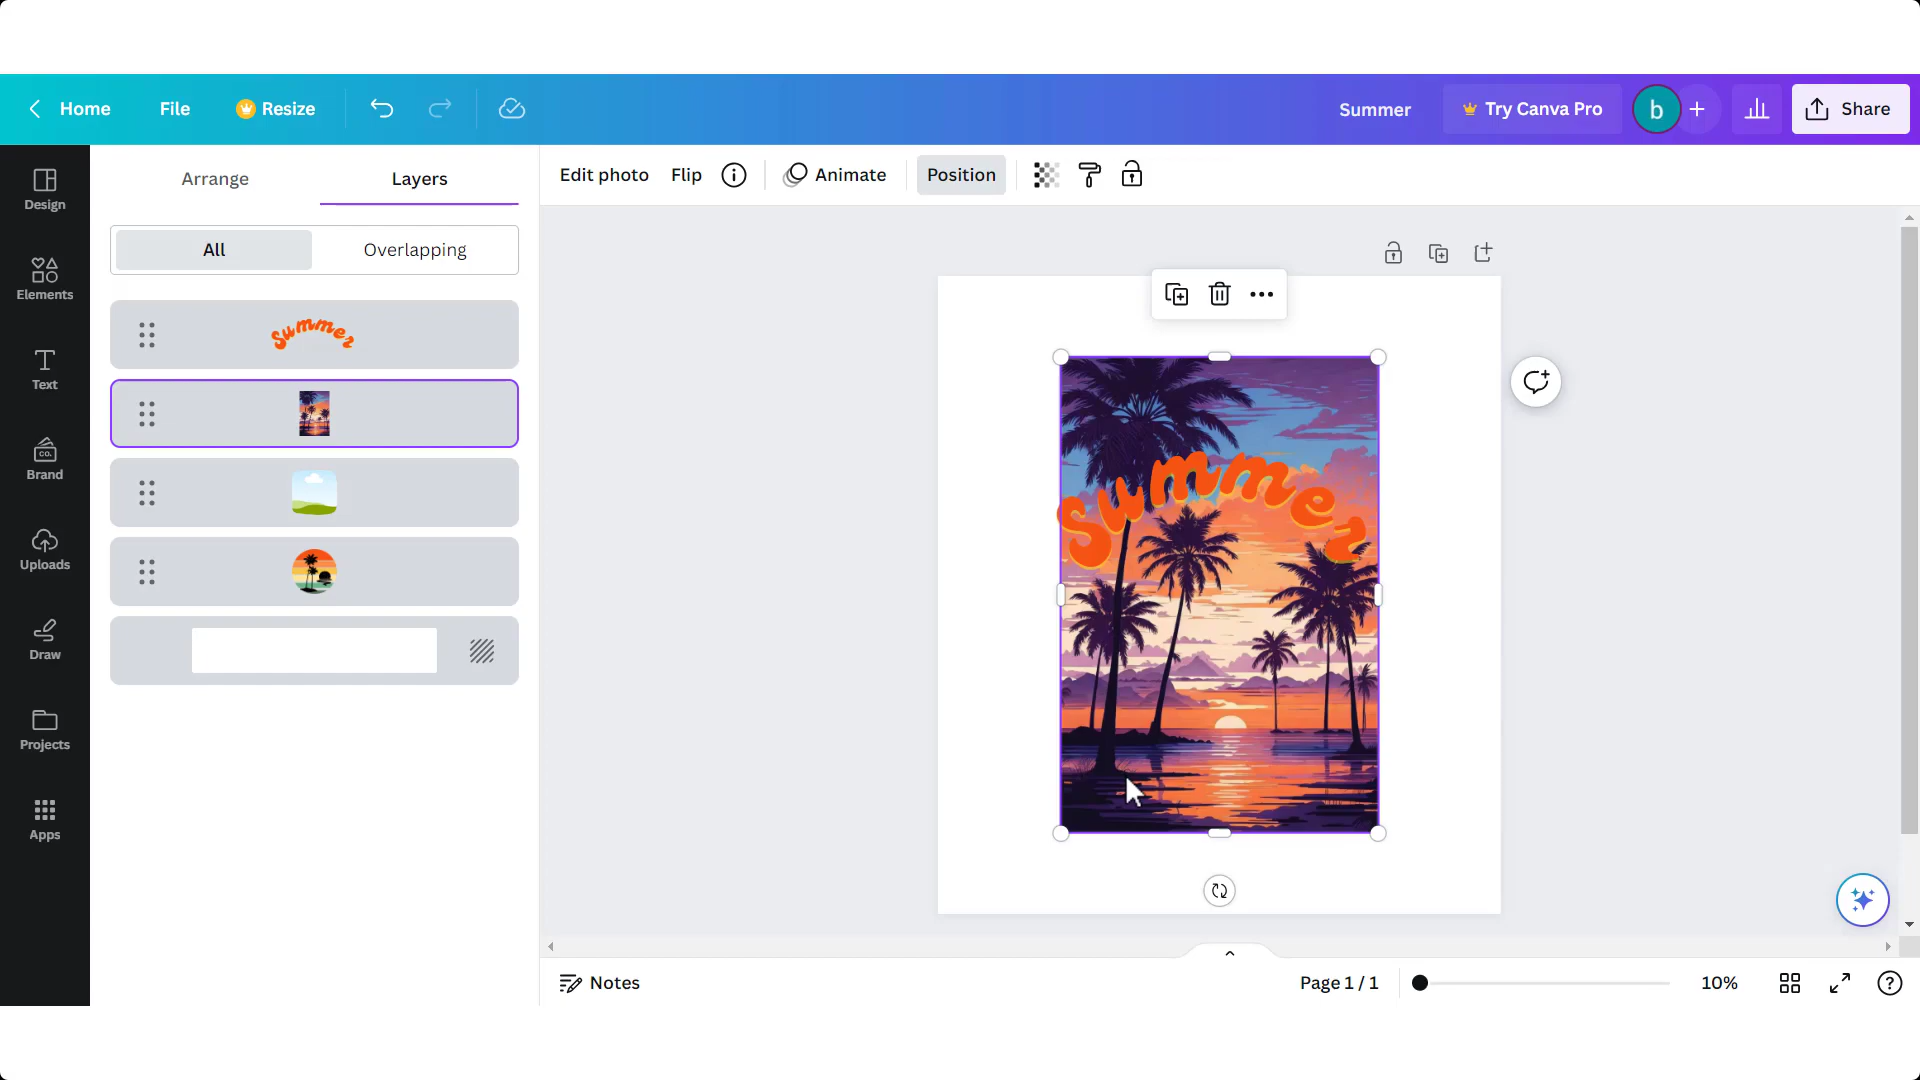 Home File Resize Summer Try Canva Pro b Share
Design
Elements
Text
CO.
Brand
Uploads
Draw
Projects
Apps
Arrange Layers
All Overlapping
Summer
Edit photo Flip Animate Position
Summer
Notes Page 1 / 1 10%